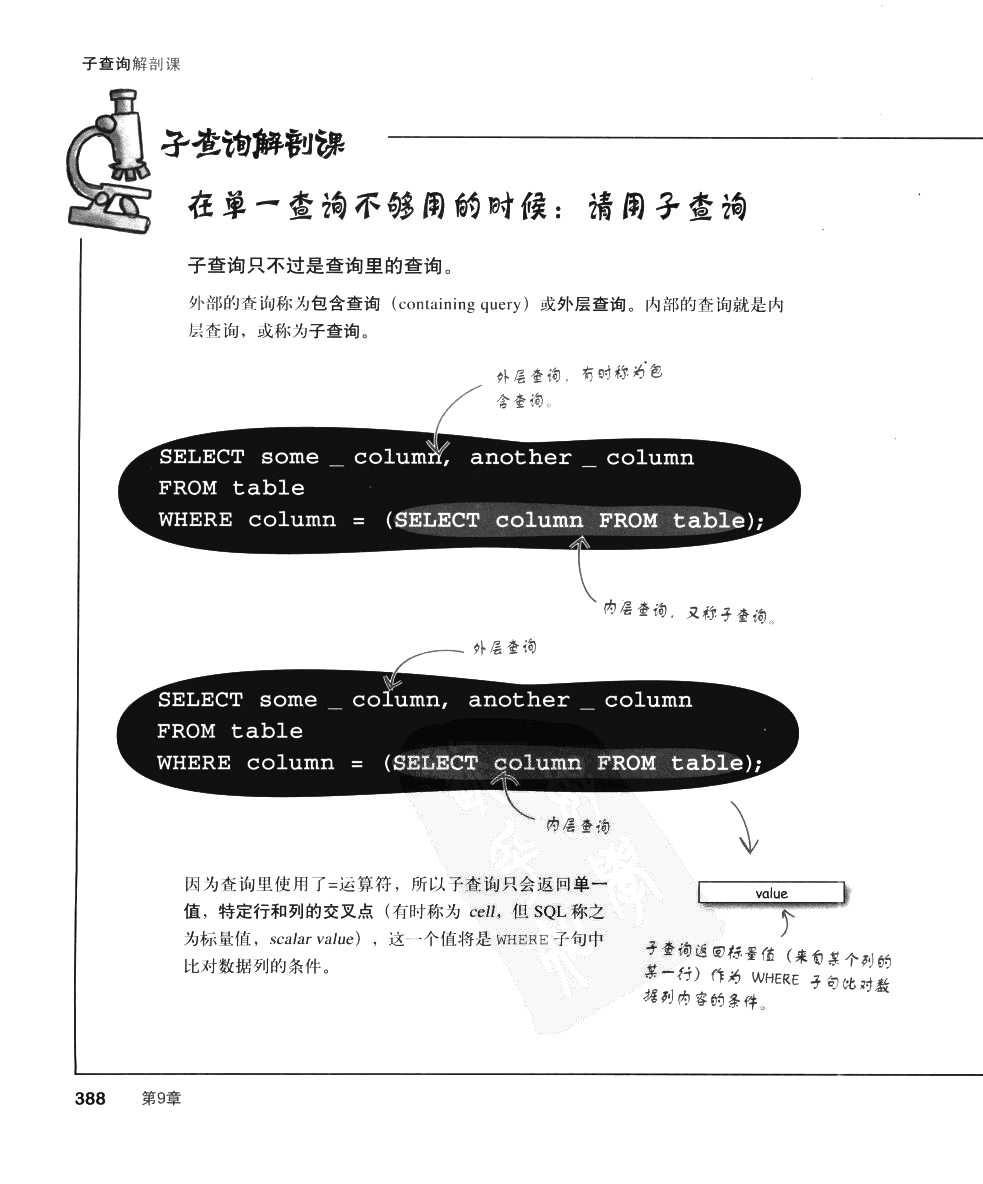 子查询解剖课
子查询解剖课
在单一查询不够用的时候：请用子查询
子查询只不过是查询里的查询。
外部的查询称为包含查询（containing query）或外层查询。内部的查询就是内
层查询，或称为子查询。
外层查询，有时称为包
含查询。
SELECT some _ column, another _ column
FROM table
WHERE column = (SELECT column FROM table);
内层查询，又称子查询。
外层查询
SELECT some _ column, another _ column
FROM table
WHERE column = (SELECT column FROM table);
内层查询
因为查询里使用了=运算符，所以子查询只会返回单一
值，特定行和列的交叉点（有时称为 cell，但 SQL 称之
为标量值，scalar value），这一个值将是 WHERE 子句中
比对数据列的条件。
value
子查询返回标量值（来自某个列的
某一行）作为 WHERE 子句比对数
据列内容的条件。
388 第9章